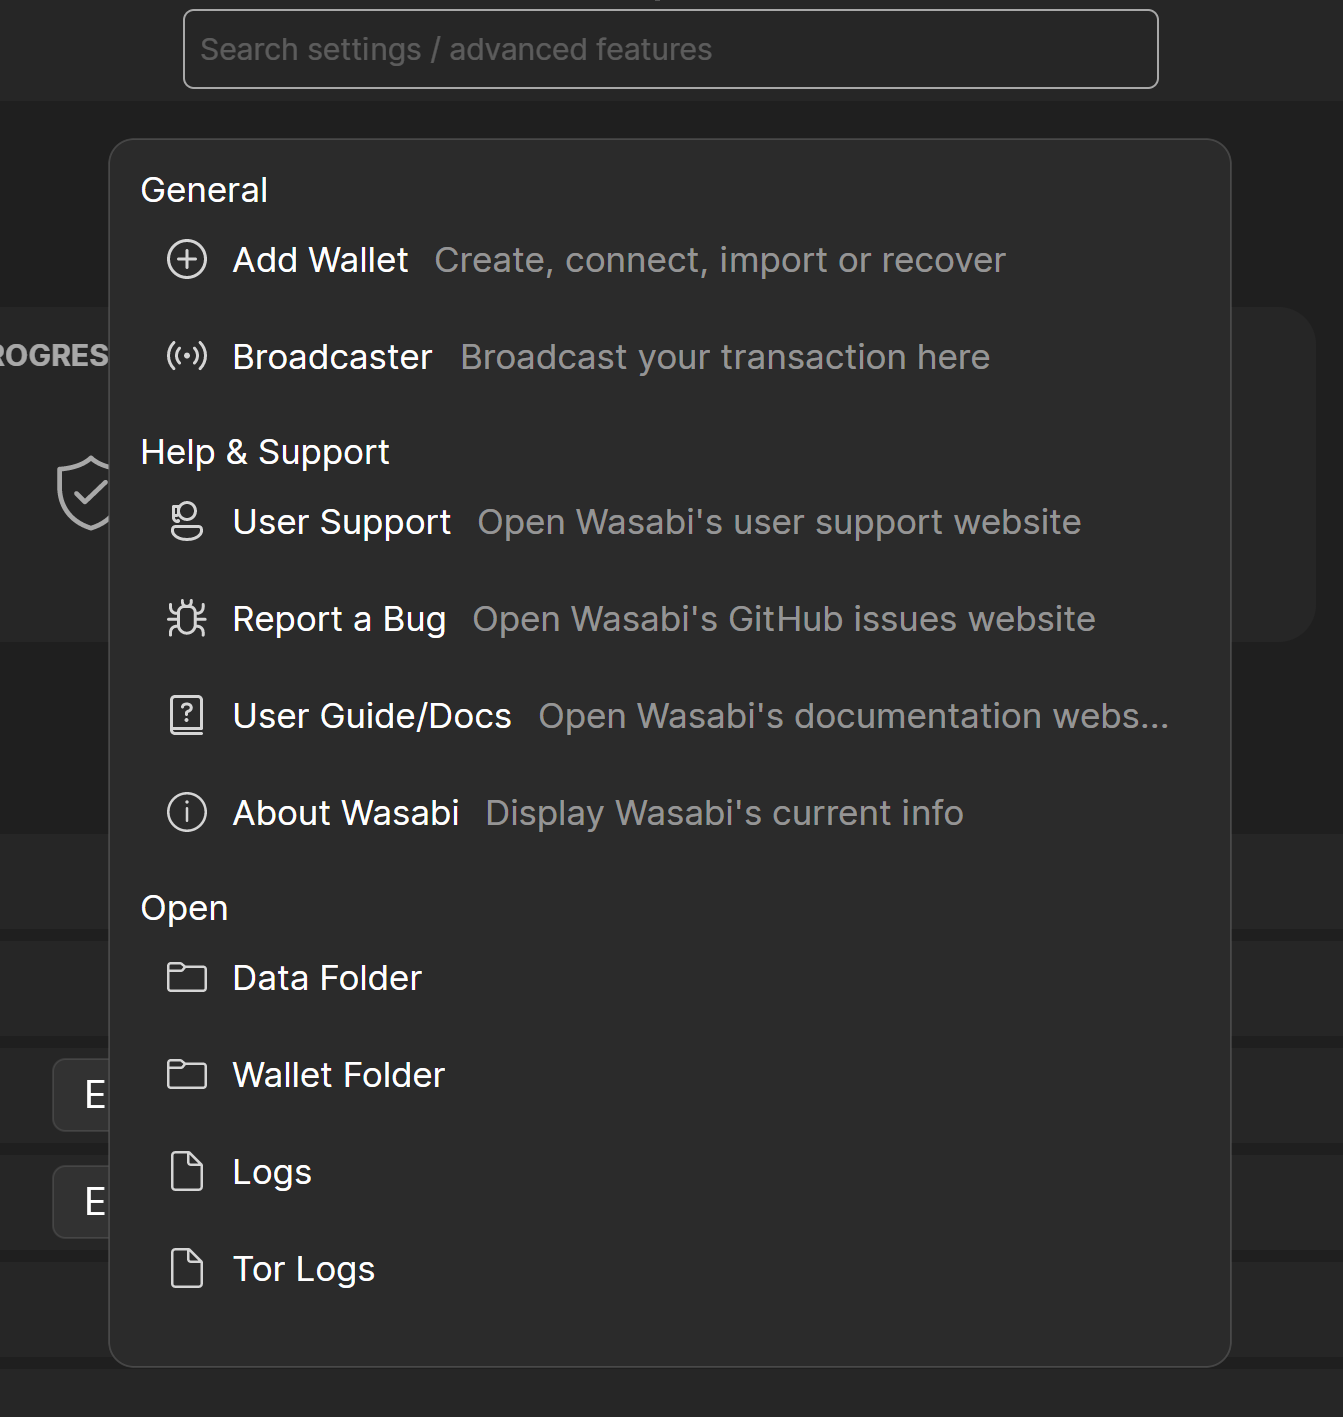 Search settings / advanced features
General
Add Wallet Create, connect, import or recover
Broadcaster Broadcast your transaction here
ROGRES
Help & Support
User Support Open Wasabi's user support website
Report a Bug Open Wasabi's GitHub issues website
User Guide/Docs Open Wasabi's documentation webs...
About Wasabi Display Wasabi's current info
Open
Data Folder
Wallet Folder
E
Logs
E
Tor Logs